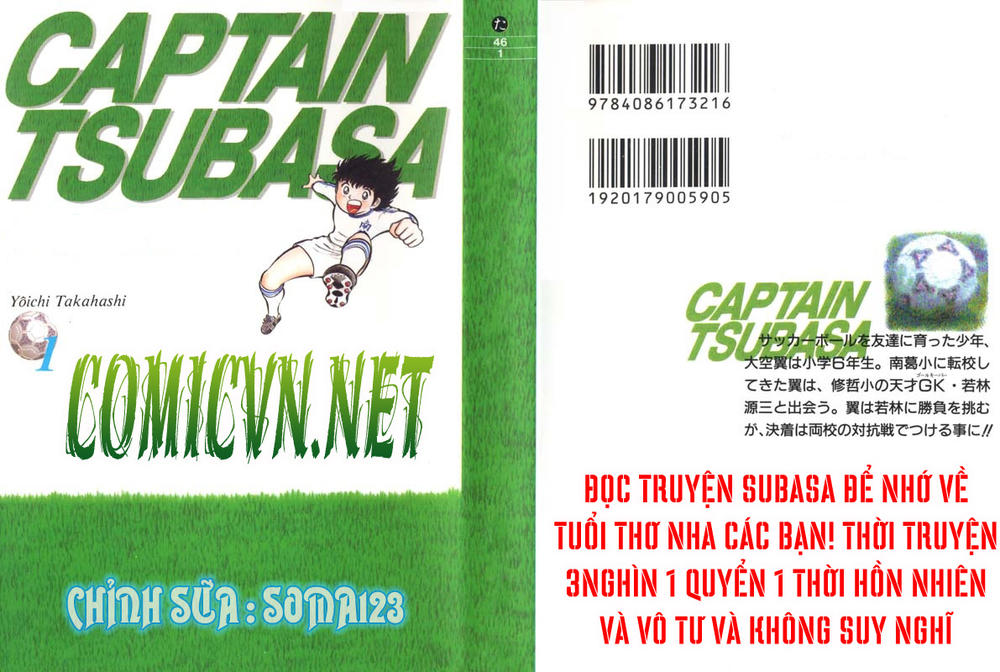 CAPTAIN
TSUBASA
Yôichi Takahashi
1
COMICVN.NET
CHỈNH SỮA : SOMA123
た
46
1
9784086173216
1920179005905
CAPTAIN
TSUBASA
サッカーボールを友達に育った少年、
大空翼は小学6年生。南葛小に転校し
てきた翼は、修哲小の天才GK・若林
ゴールキーパー
源三と出会う。翼は若林に勝負を挑む
が、決着は両校の対抗戦でつける事に!!
ĐỌC TRUYỆN SUBASA ĐỂ NHỚ VỀ
TUỔI THƠ NHA CÁC BẠN! THỜI TRUYỆN
3NGHÌN 1 QUYỂN 1 THỜI HỒN NHIÊN
VÀ VÔ TƯ VÀ KHÔNG SUY NGHĨ